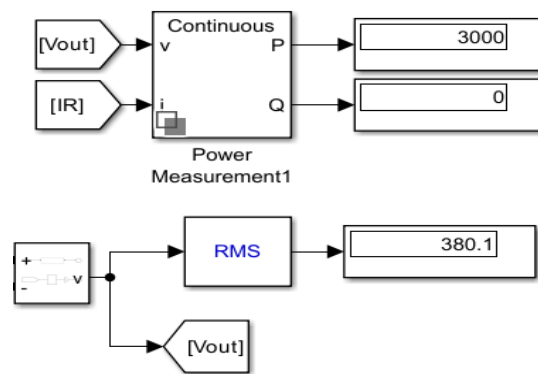 Continuous
[Vout]
v
P
3000
[IR]
i
Q
0
Power
Measurement1
+
-
v
RMS
380.1
[Vout]